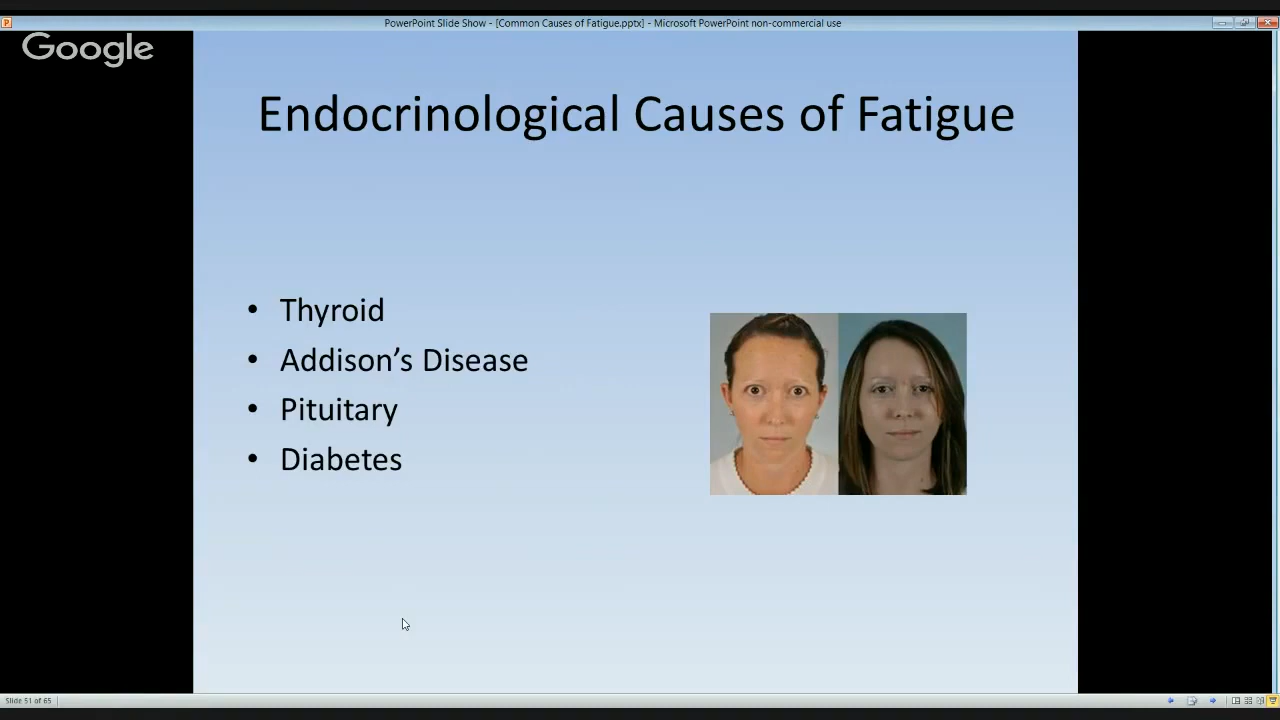 PowerPoint Slide Show - [Common Causes of Fatigue.pptx] - Microsoft PowerPoint non-commercial use
Google
Endocrinological Causes of Fatigue
• Thyroid
• Addison’s Disease
• Pituitary
• Diabetes
Slide 51 of 65